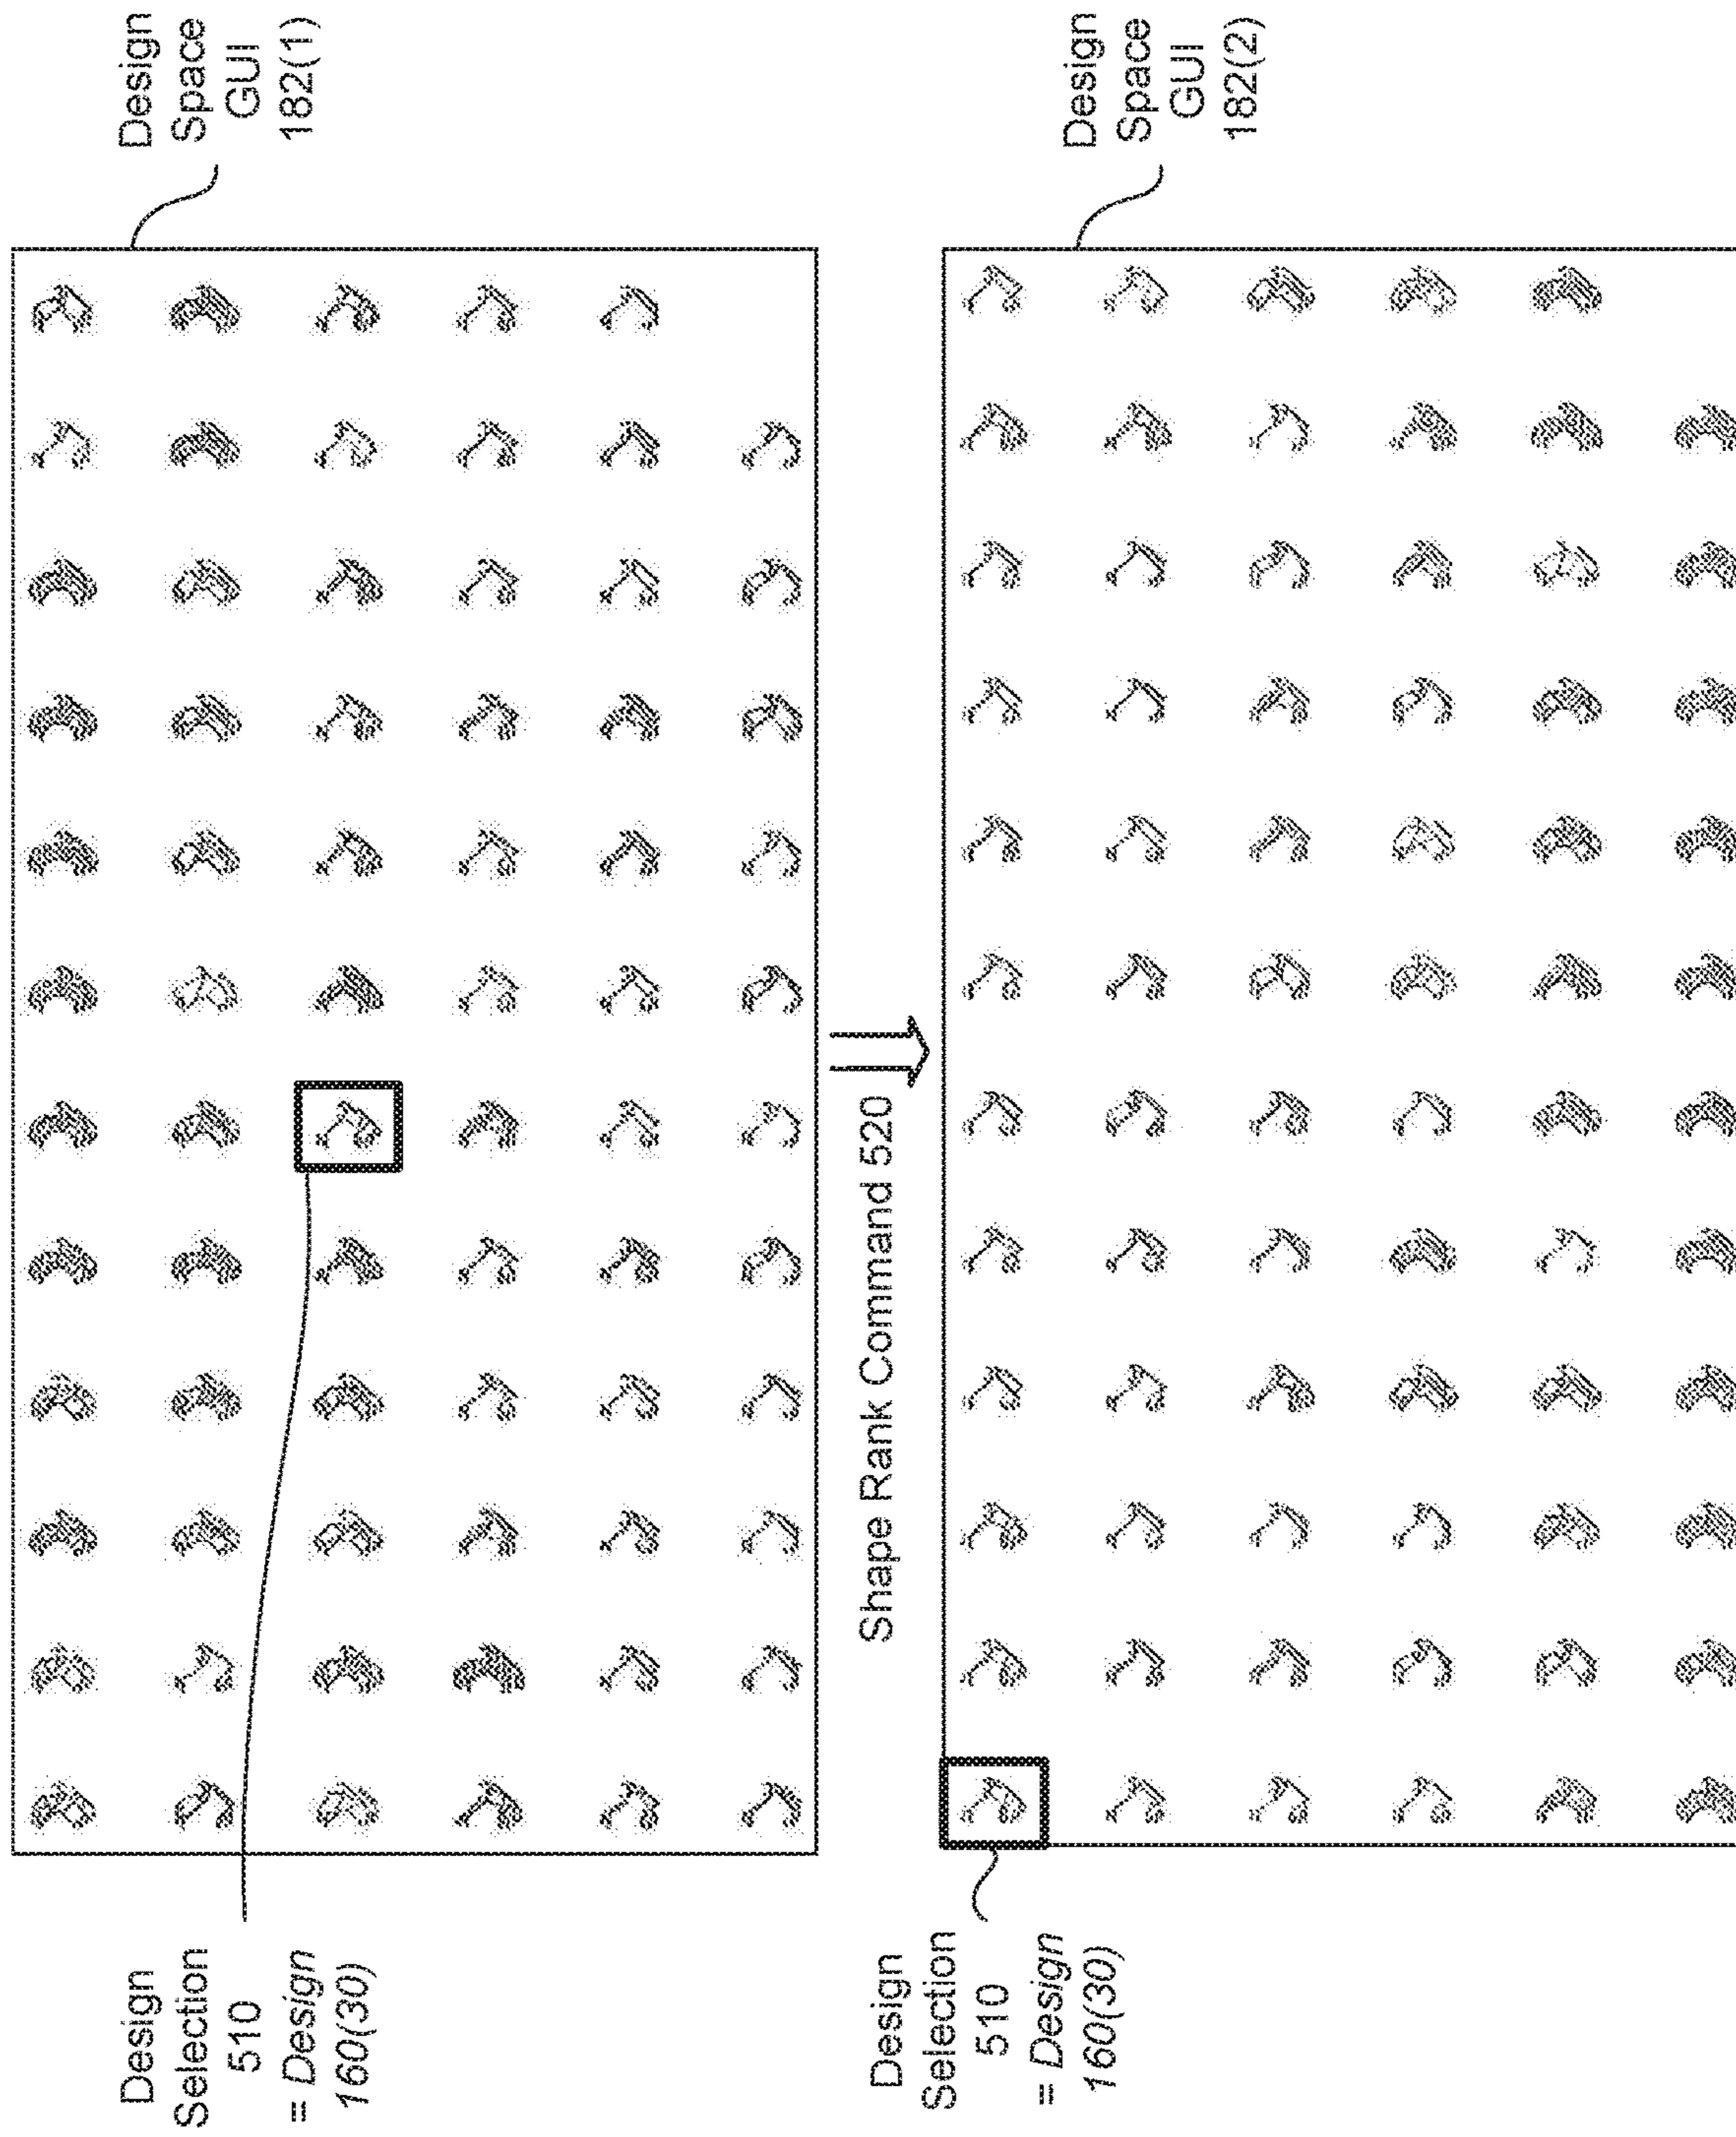 Design
Space
GUI
182(1)
Design
Selection
510
= Design
160(30)
Shape Rank Command 520
Design
Space
GUI
182(2)
Design
Selection
510
= Design
160(30)